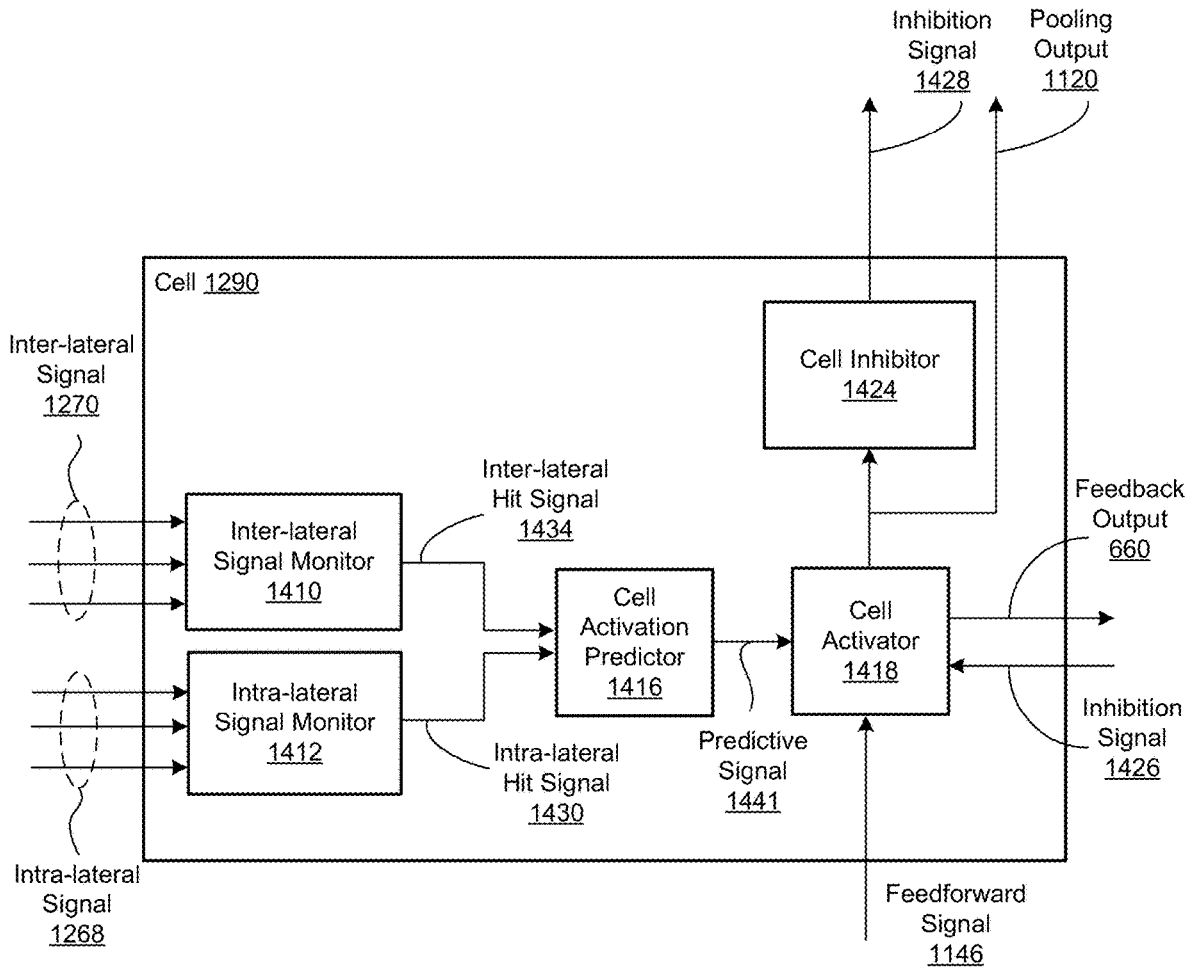 Inhibition
Signal
1428
Pooling
Output
1120
Cell 1290
Inter-lateral
Signal
1270
Cell Inhibitor
1424
Inter-lateral
Hit Signal
1434
Feedback
Output
660
Inter-lateral
Signal Monitor
1410
Cell
Activation
Predictor
1416
Cell
Activator
1418
Intra-lateral
Signal Monitor
1412
Intra-lateral
Hit Signal
1430
Predictive
Signal
1441
Inhibition
Signal
1426
Intra-lateral
Signal
1268
Feedforward
Signal
1146